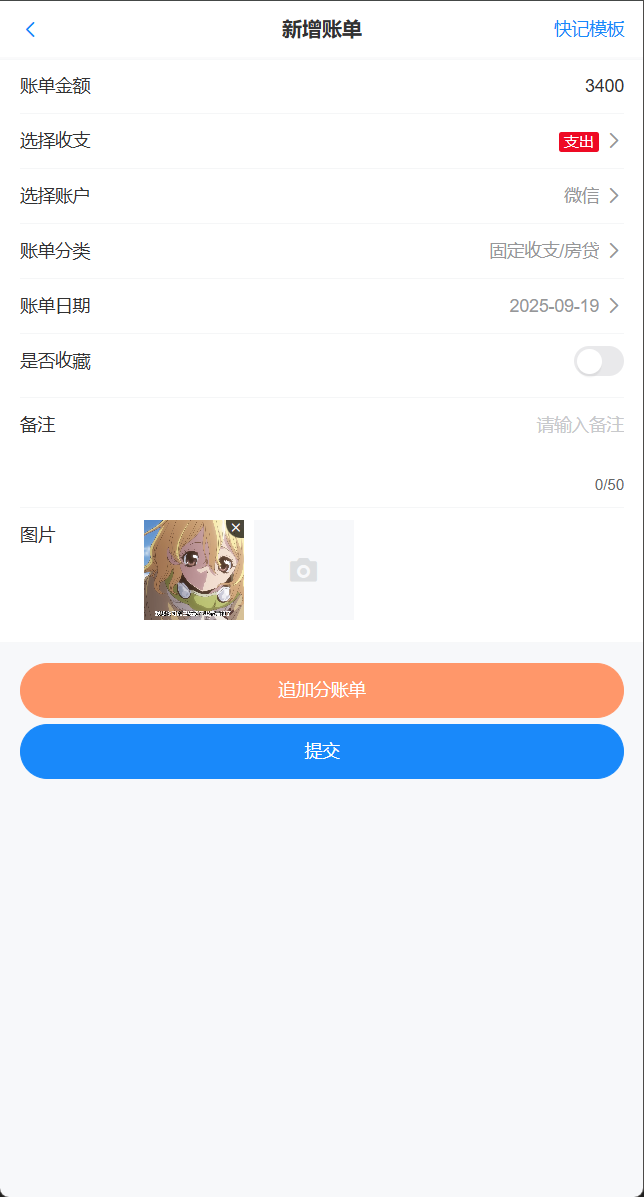 新增账单
快记模板
账单金额 3400
选择收支 支出
选择账户 微信
账单分类 固定收支/房贷
账单日期 2025-09-19
是否收藏
备注 请输入备注
0/50
图片
追加分账单
提交